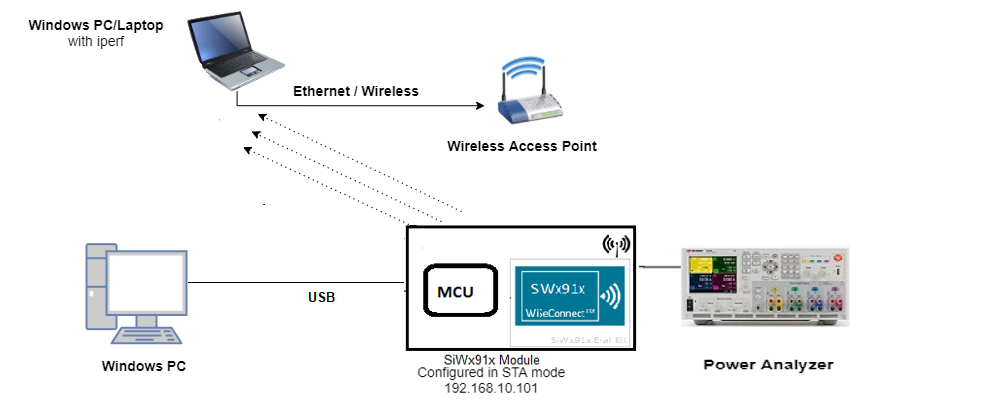 Windows PC/Laptop
with iperf
Ethernet / Wireless
Wireless Access Point
MCU
SWx91x
WiieConnect™
SiWx91x Eval Kit
USB
Windows PC
SiWx91x Module
Configured in STA mode
192.168.10.101
Power Analyzer